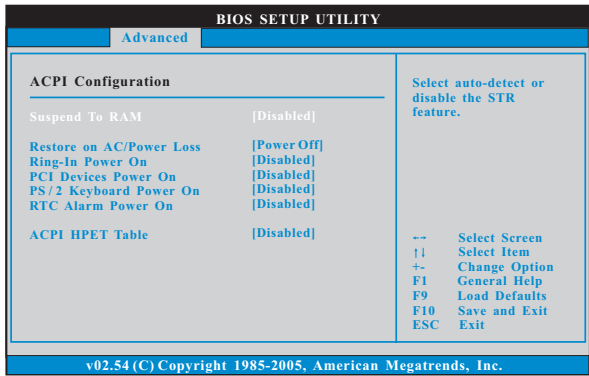 BIOS SETUP UTILITY
Advanced
ACPI Configuration
Suspend To RAM [Disabled]
Restore on AC/Power Loss [Power Off]
Ring-In Power On [Disabled]
PCI Devices Power On [Disabled]
PS/2 Keyboard Power On [Disabled]
RTC Alarm Power On [Disabled]
ACPI HPET Table [Disabled]
Select auto-detect or
disable the STR
feature.
←→ Select Screen
↑↓ Select Item
+- Change Option
F1 General Help
F9 Load Defaults
F10 Save and Exit
ESC Exit
v02.54 (C) Copyright 1985-2005, American Megatrends, Inc.